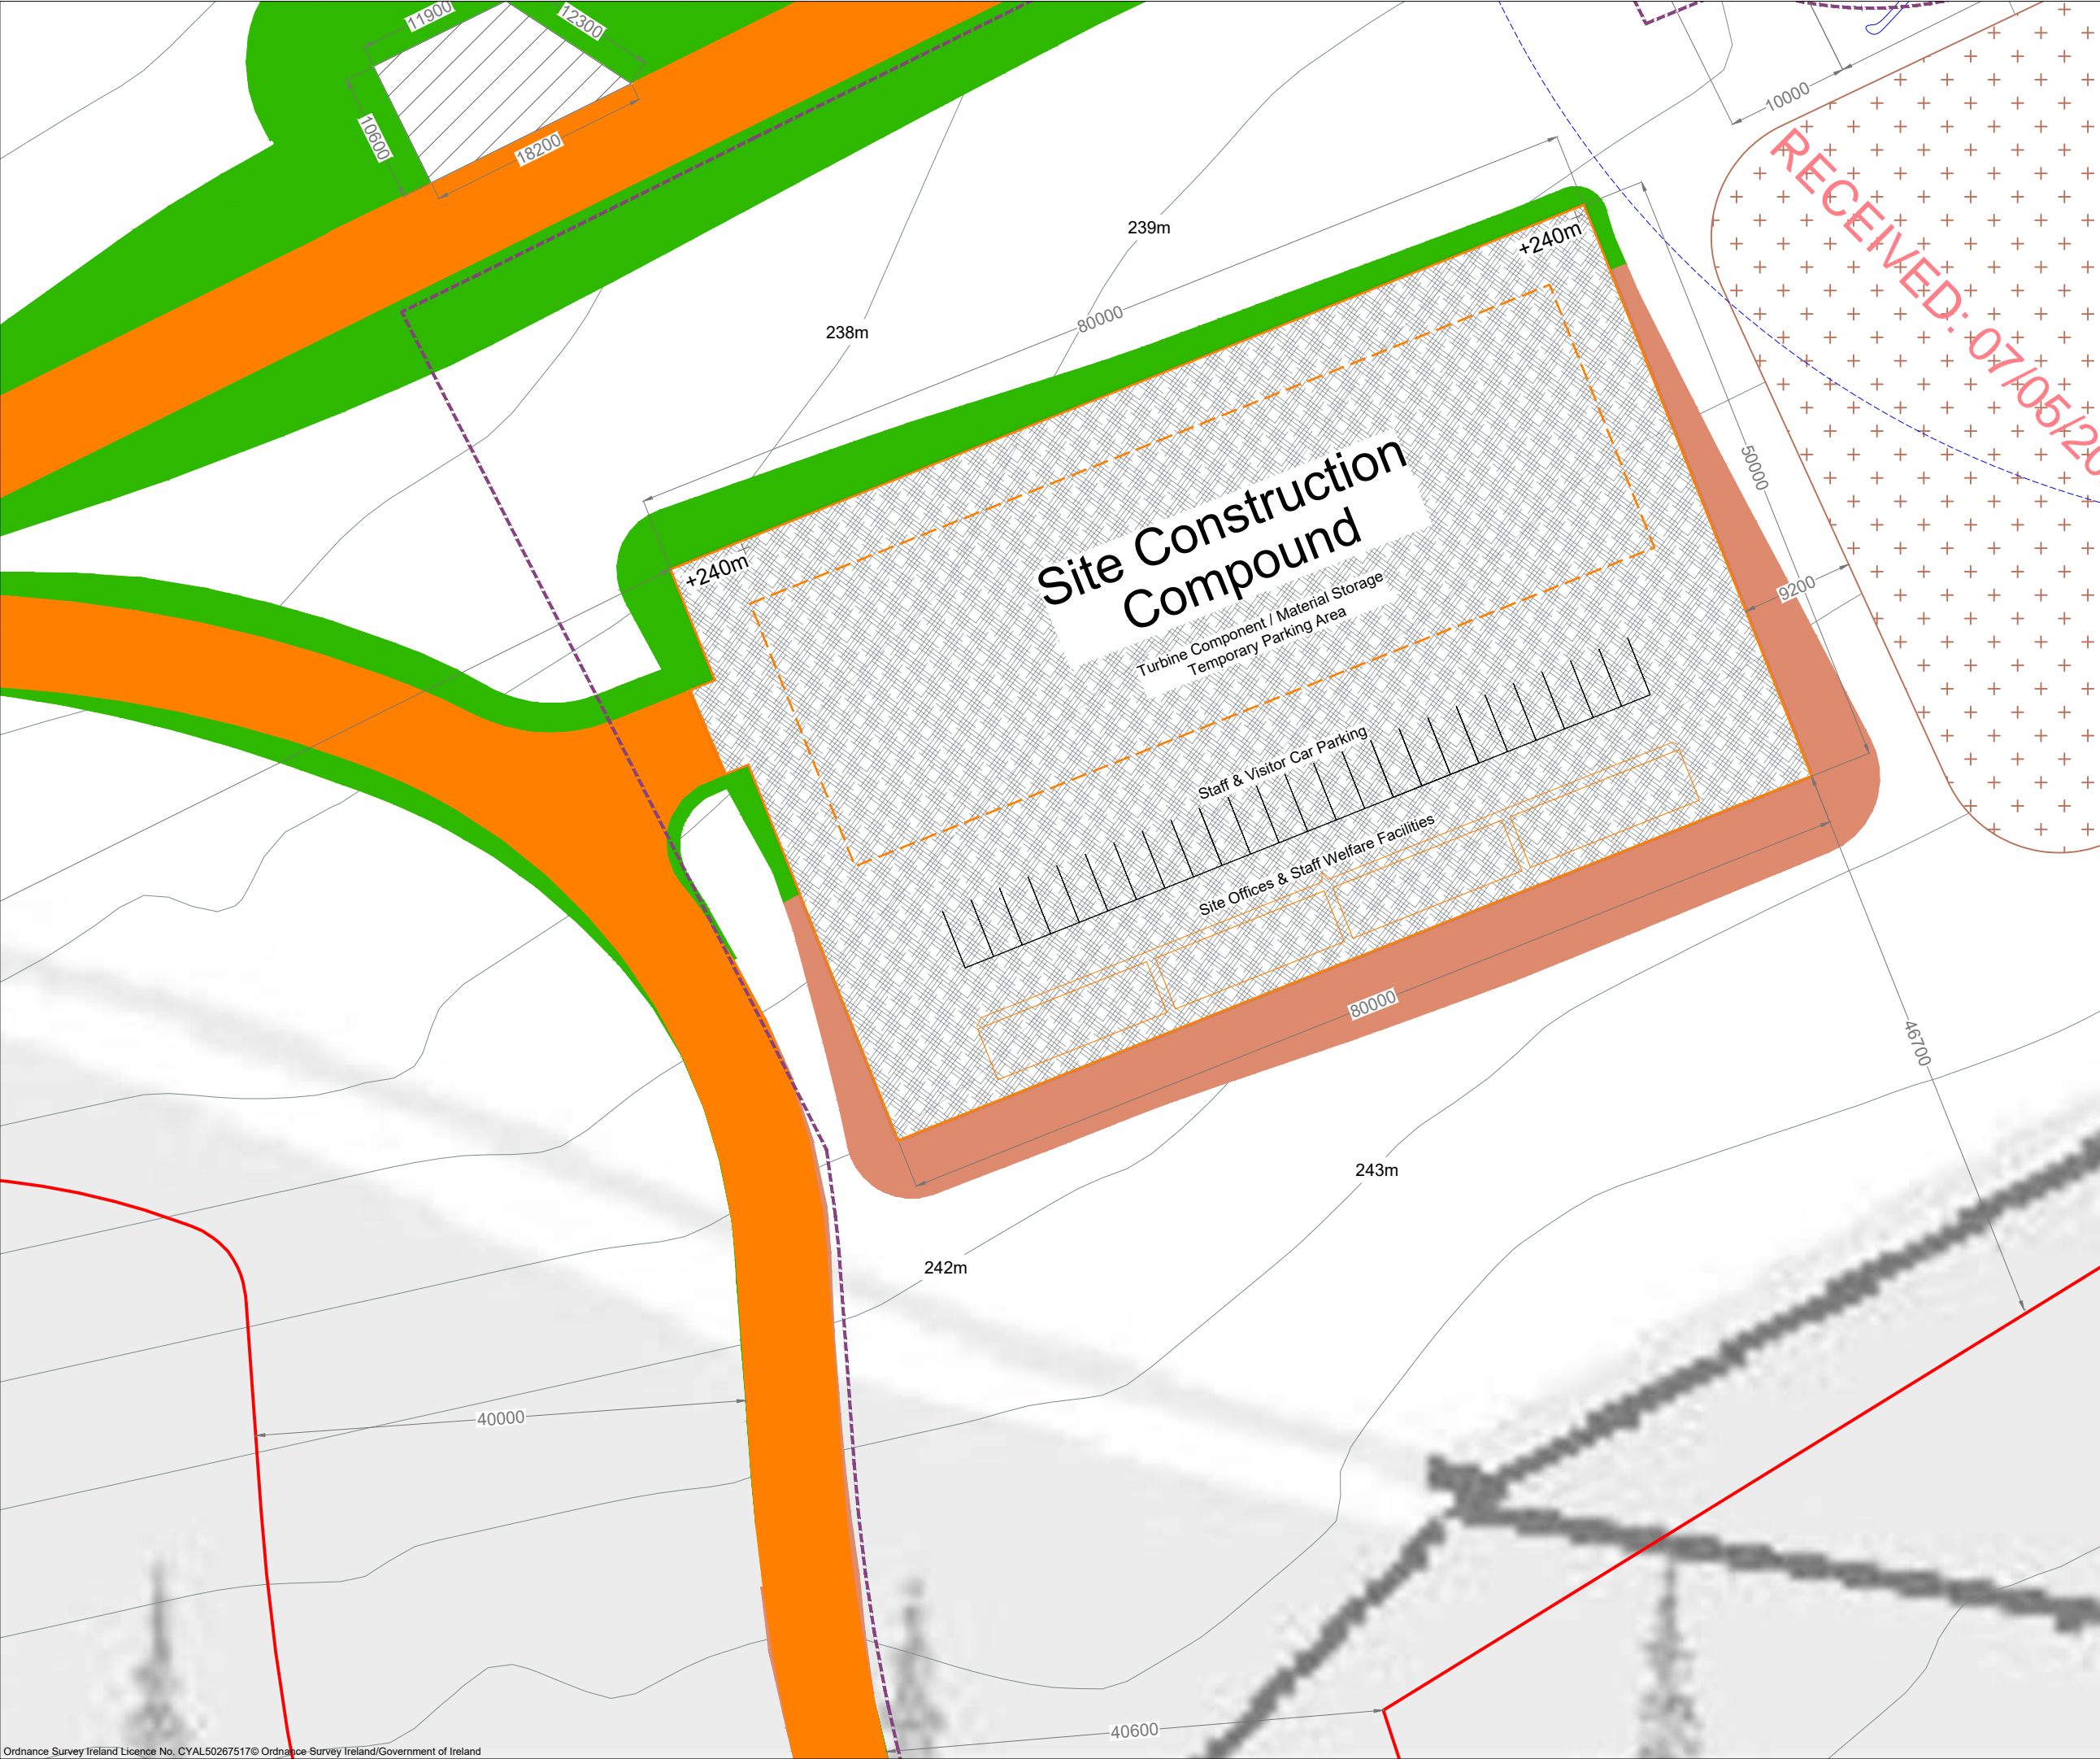 11900
12300
10600
18200
10000
RECEIVED: 07/05/20
239m
+240m
238m
80000
5000
+240m
Site Construction
Compound
Turbine Component / Material Storage
Temporary Parking Area
9200
Staff & Visitor Car Parking
Site Offices & Staff Welfare Facilities
80000
46700
243m
242m
40000
40600
Ordnance Survey Ireland Licence No. CYAL50267517© Ordnance Survey Ireland/Government of Ireland